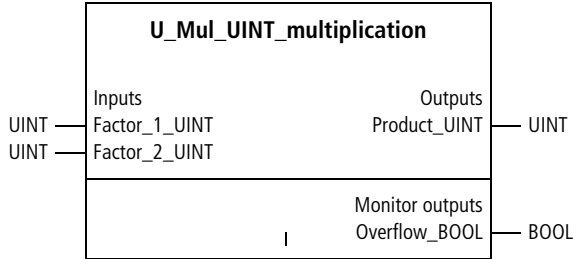 U_Mul_UINT_multiplication
Inputs Outputs
UINT Factor_1_UINT Product_UINT UINT
UINT Factor_2_UINT
Monitor outputs
Overflow_BOOL BOOL